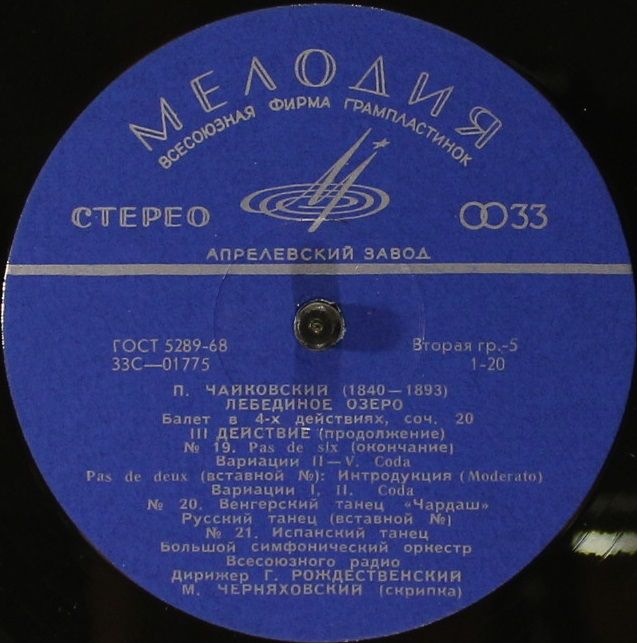 МЕЛОДИЯ
ВСЕСОЮЗНАЯ ФИРМА ГРАМПЛАСТИНОК
СТЕРЕО
33
АПРЕЛЕВСКИЙ ЗАВОД
ГОСТ 5289-68
Вторая гр.-5
33С—01775
1-20
П. ЧАЙКОВСКИЙ (1840—1893)
ЛЕБЕДИНОЕ ОЗЕРО
Балет в 4-х действиях, соч. 20
III ДЕЙСТВИЕ (продолжение)
№ 19. Pas de six (окончание)
Вариации II—V. Coda
Pas de deux (вставной №): Интродукция (Moderato)
Вариации I, II. Coda
№ 20. Венгерский танец «Чардаш»
Русский танец (вставной №)
№ 21. Испанский танец
Большой симфонический оркестр
Всесоюзного радио
Дирижер Г. РОЖДЕСТВЕНСКИЙ
М. ЧЕРНЯХОВСКИЙ (скрипка)